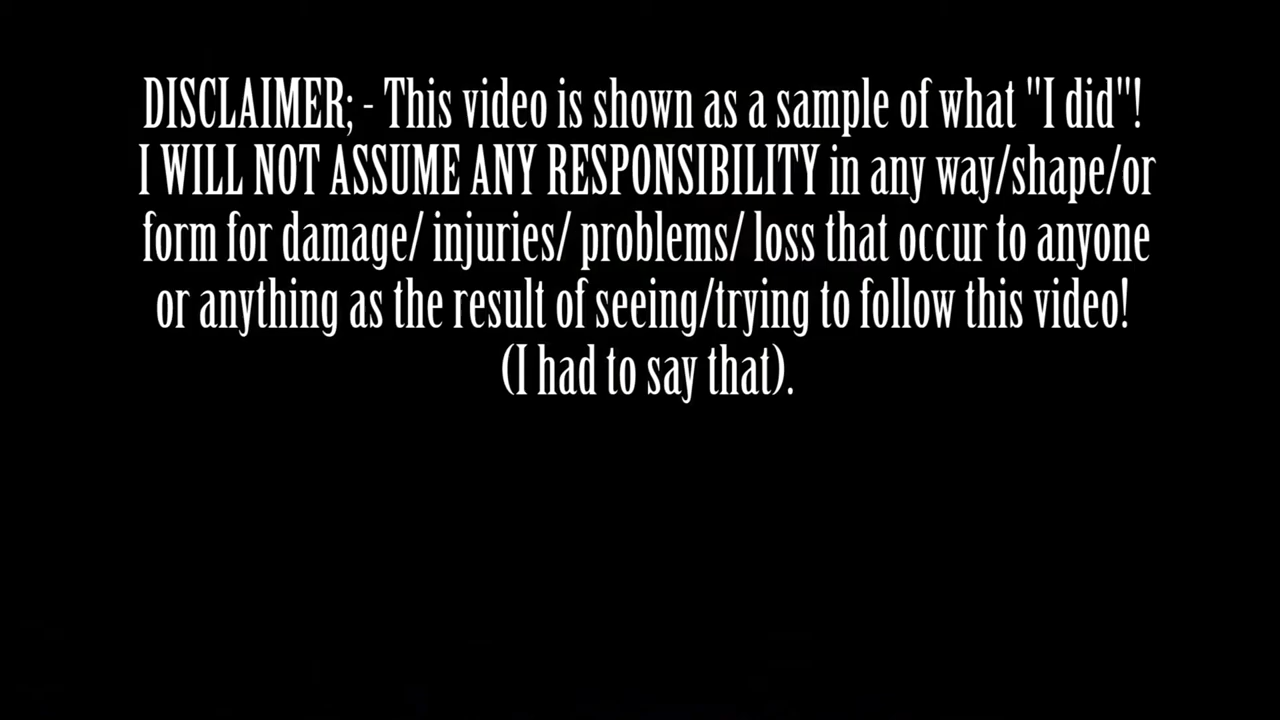 DISCLAIMER; - This video is shown as a sample of what "I did"!
I WILL NOT ASSUME ANY RESPONSIBILITY in any way/shape/or
form for damage/ injuries/ problems/ loss that occur to anyone
or anything as the result of seeing/trying to follow this video!
(I had to say that).